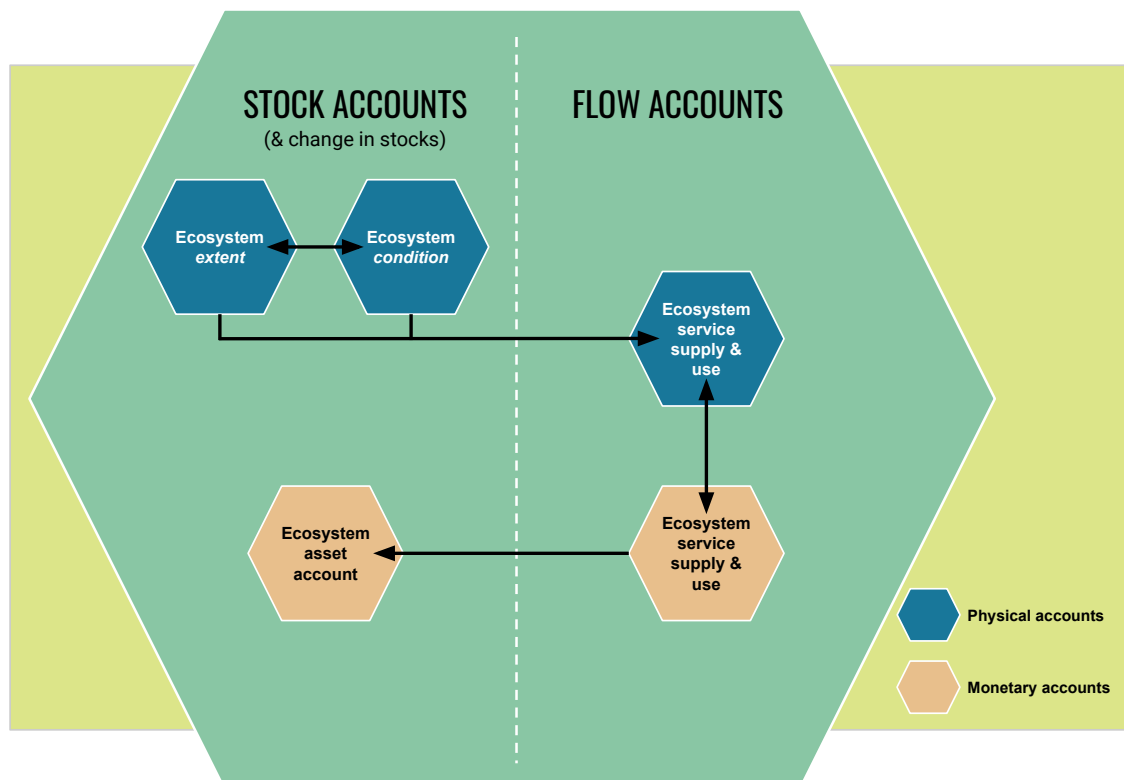 STOCK ACCOUNTS
(& change in stocks)
FLOW ACCOUNTS
Ecosystem
extent
Ecosystem
condition
Ecosystem
service
supply &
use
Ecosystem
asset
account
Ecosystem
service
supply &
use
Physical accounts
Monetary accounts